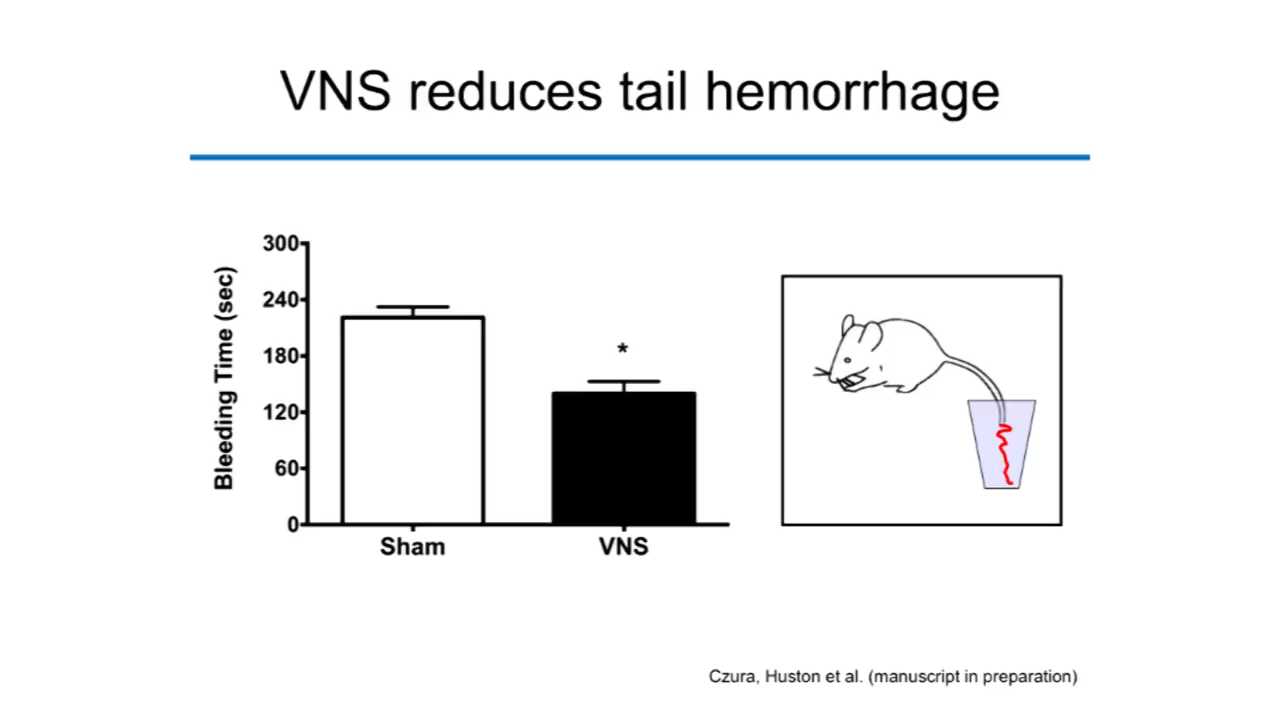 VNS reduces tail hemorrhage
Bleeding Time (sec)
300
240
180
120
60
0
*
Sham
VNS
Czura, Huston et al. (manuscript in preparation)